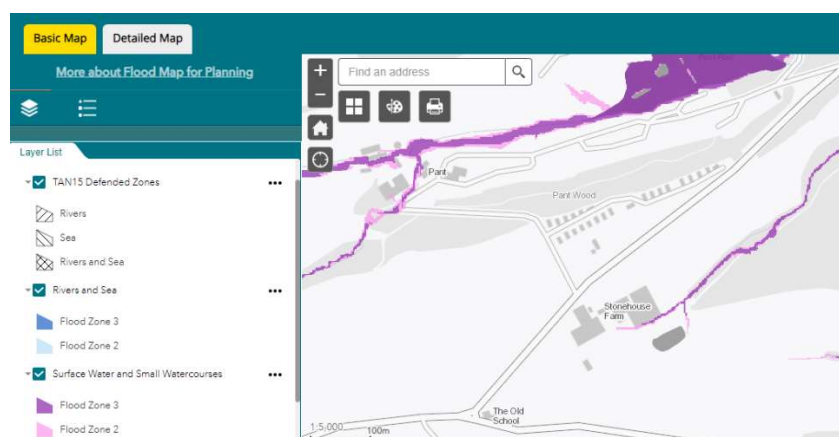 Basic Map
Detailed Map
More about Flood Map for Planning
Layer List
TAN15 Defended Zones
Rivers
Sea
Rivers and Sea
Rivers and Sea
Flood Zone 3
Flood Zone 2
Surface Water and Small Watercourses
Flood Zone 3
Flood Zone 2
+
Find an address
−
Pant
Pant Wood
Stonehouse
Farm
The Old
School
1:5,000
100m